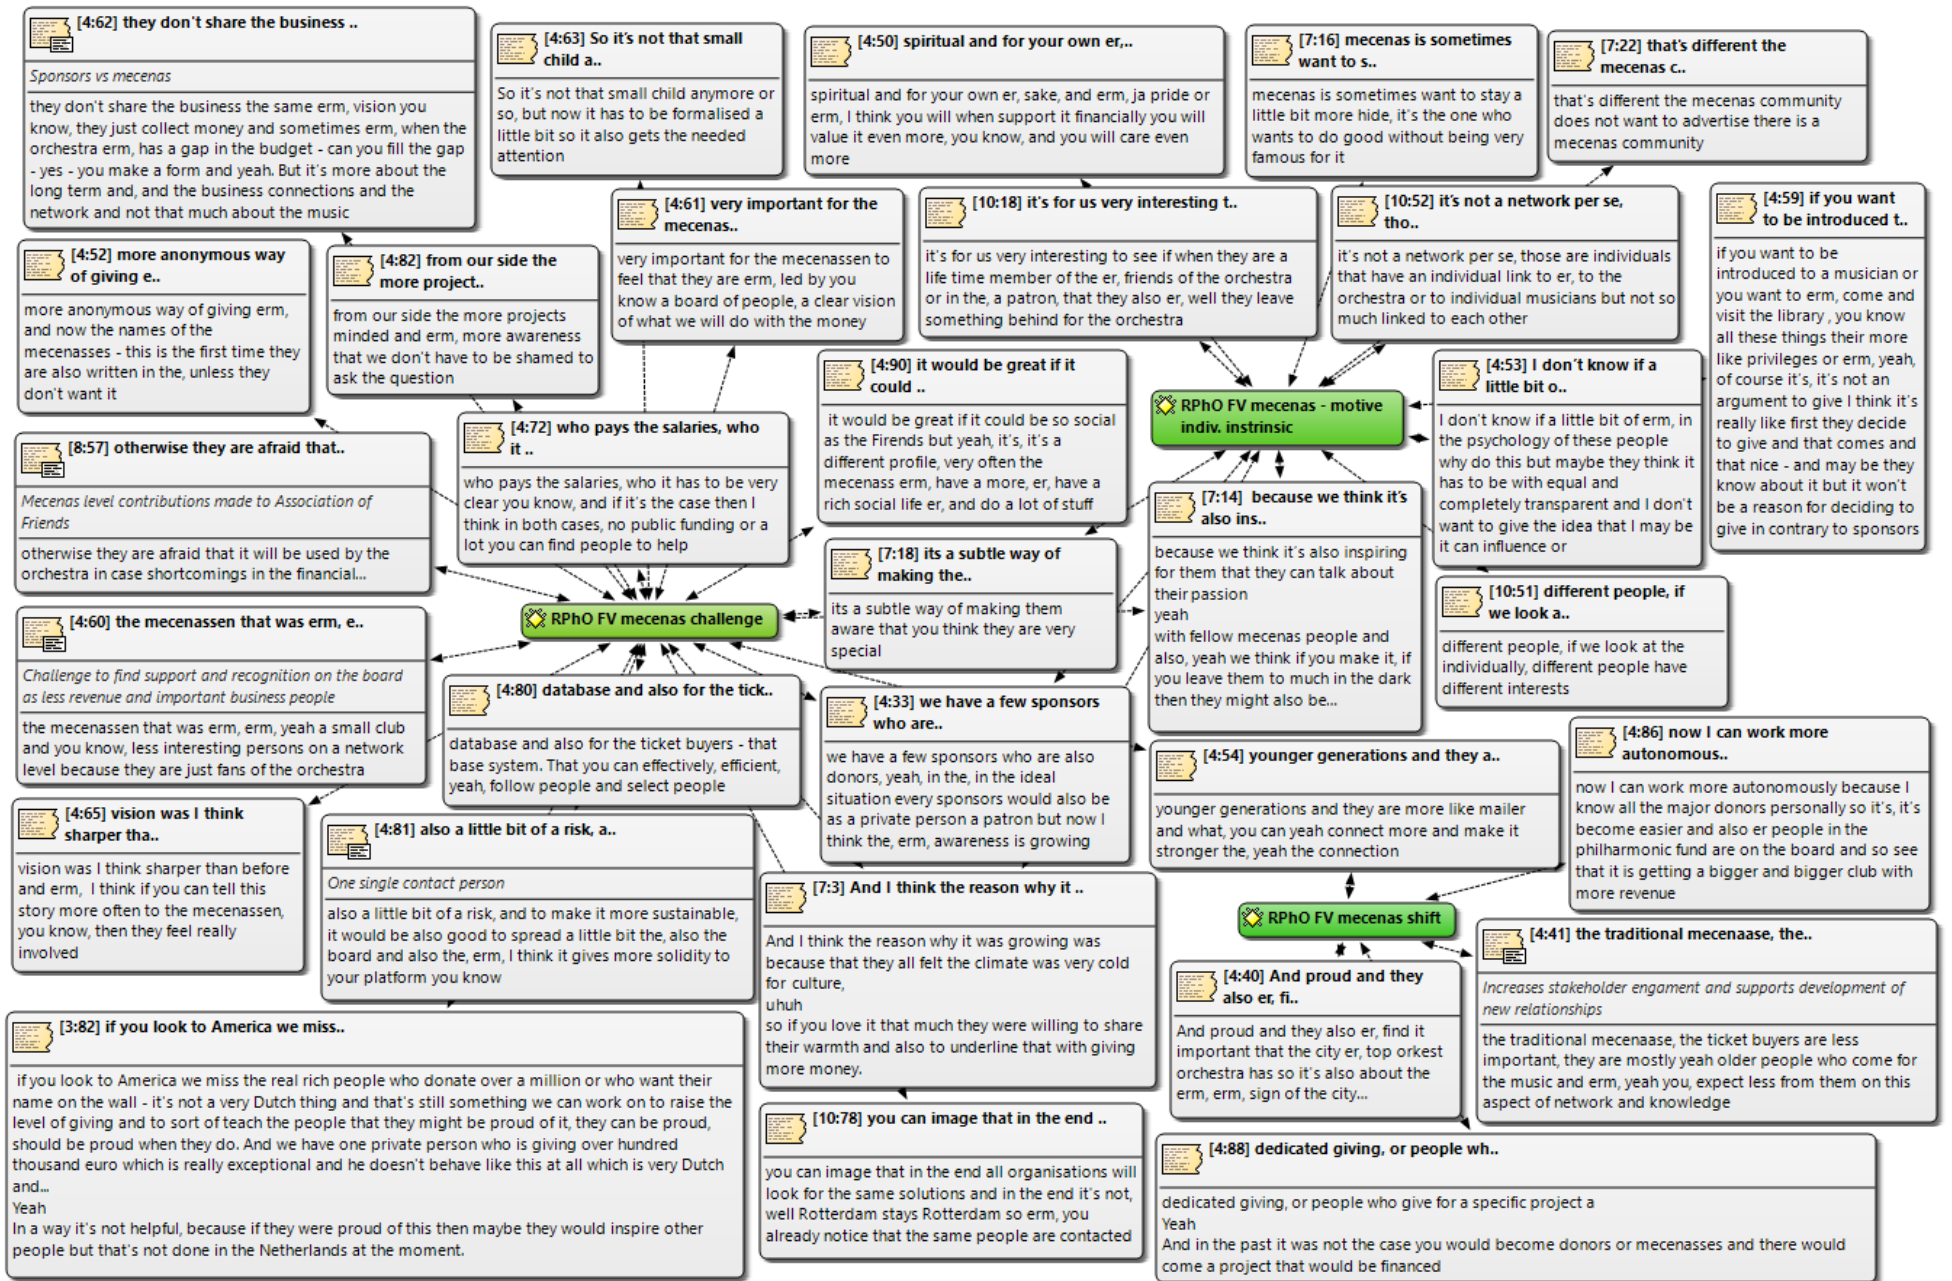 [4:62] they don't share the business ..
Sponsors vs mecenas
they don't share the business the same erm, vision you
know, they just collect money and sometimes erm, when the
orchestra erm, has a gap in the budget - can you fill the gap
- yes - you make a form and yeah. But it's more about the
long term and, and the business connections and the
network and not that much about the music
[4:63] So it's not that small
child a..
So it's not that small child anymore or
so, but now it has to be formalised a
little bit so it also gets the needed
attention
[4:50] spiritual and for your own er,..
spiritual and for your own er, sake, and erm, ja pride or
erm, I think you will when support it financially you will
value it even more, you know, and you will care even
more
[7:16] mecenas is sometimes
want to s..
mecenas is sometimes want to stay a
little bit more hide, it's the one who
wants to do good without being very
famous for it
[7:22] that's different the
mecenas c..
that's different the mecenas community
does not want to advertise there is a
mecenas community
[4:52] more anonymous way
of giving e..
more anonymous way of giving erm,
and now the names of the
mecenasses - this is the first time they
are also written in the, unless they
don't want it
[4:82] from our side the
more project..
from our side the more projects
minded and erm, more awareness
that we don't have to be shamed to
ask the question
[4:61] very important for the
mecenas..
very important for the mecenassen to
feel that they are erm, led by you
know a board of people, a clear vision
of what we will do with the money
[10:18] it's for us very interesting t..
it's for us very interesting to see if when they are a
life time member of the er, friends of the orchestra
or in the, a patron, that they also er, well they leave
something behind for the orchestra
[10:52] it's not a network per se,
tho..
it's not a network per se, those are individuals
that have an individual link to er, to the
orchestra or to individual musicians but not so
much linked to each other
[4:59] if you want
to be introduced t..
if you want to be
introduced to a musician or
you want to erm, come and
visit the library , you know
all these things their more
like privileges or erm, yeah,
of course it's, it's not an
argument to give I think it's
really like first they decide
to give and that comes and
that nice - and may be they
know about it but it won't
be a reason for deciding to
give in contrary to sponsors
[8:57] otherwise they are afraid that..
Mecenas level contributions made to Association of
Friends
otherwise they are afraid that it will be used by the
orchestra in case shortcomings in the financial...
[4:72] who pays the salaries, who
it ..
who pays the salaries, who it has to be very
clear you know, and if it's the case then I
think in both cases, no public funding or a
lot you can find people to help
[4:90] it would be great if it
could ..
it would be great if it could be so social
as the Firends but yeah, it's, it's a
different profile, very often the
mecenass erm, have a more, er, have a
rich social life er, and do a lot of stuff
RPhO FV mecenas - motive
indiv. instrinsic
[4:53] I don't know if a
little bit o..
I don't know if a little bit of erm, in
the psychology of these people
why do this but maybe they think it
has to be with equal and
completely transparent and I don't
want to give the idea that I may be
it can influence or
[7:14] because we think it's
also ins..
because we think it's also inspiring
for them that they can talk about
their passion
yeah
with fellow mecenas people and
also, yeah we think if you make it, if
you leave them to much in the dark
then they might also be...
[7:18] its a subtle way of
making the..
its a subtle way of making them
aware that you think they are very
special
RPhO FV mecenas challenge
[10:51] different people, if
we look a..
different people, if we look at the
individually, different people have
different interests
[4:60] the mecenassen that was erm, e..
Challenge to find support and recognition on the board
as less revenue and important business people
the mecenassen that was erm, erm, yeah a small club
and you know, less interesting persons on a network
level because they are just fans of the orchestra
[4:80] database and also for the tick..
database and also for the ticket buyers - that
base system. That you can effectively, efficient,
yeah, follow people and select people
[4:33] we have a few sponsors
who are..
we have a few sponsors who are also
donors, yeah, in the, in the ideal
situation every sponsors would also be
as a private person a patron but now I
think the, erm, awareness is growing
[4:54] younger generations and they a..
younger generations and they are more like mailer
and what, you can yeah connect more and make it
stronger the, yeah the connection
[4:86] now I can work more
autonomous..
now I can work more autonomously because I
know all the major donors personally so it's, it's
become easier and also er people in the
philharmonic fund are on the board and so see
that it is getting a bigger and bigger club with
more revenue
[4:65] vision was I think
sharper tha..
vision was I think sharper than before
and erm, I think if you can tell this
story more often to the mecenassen,
you know, then they feel really
involved
[4:81] also a little bit of a risk, a..
One single contact person
also a little bit of a risk, and to make it more sustainable,
it would be also good to spread a little bit the, also the
board and also the, erm, I think it gives more solidity to
your platform you know
[7:3] And I think the reason why it ..
And I think the reason why it was growing was
because that they all felt the climate was very cold
for culture,
uhuh
so if you love it that much they were willing to share
their warmth and also to underline that with giving
more money.
RPhO FV mecenas shift
[4:40] And proud and they
also er, fi..
And proud and they also er, find it
important that the city er, top orkest
orchestra has so it's also about the
erm, erm, sign of the city...
[4:41] the traditional mecenaase, the..
Increases stakeholder engament and supports development of
new relationships
the traditional mecenaase, the ticket buyers are less
important, they are mostly yeah older people who come for
the music and erm, yeah you, expect less from them on this
aspect of network and knowledge
[3:82] if you look to America we miss..
if you look to America we miss the real rich people who donate over a million or who want their
name on the wall - it's not a very Dutch thing and that's still something we can work on to raise the
level of giving and to sort of teach the people that they might be proud of it, they can be proud,
should be proud when they do. And we have one private person who is giving over hundred
thousand euro which is really exceptional and he doesn't behave like this at all which is very Dutch
and...
Yeah
In a way it's not helpful, because if they were proud of this then maybe they would inspire other
people but that's not done in the Netherlands at the moment.
[10:78] you can image that in the end ..
you can image that in the end all organisations will
look for the same solutions and in the end it's not,
well Rotterdam stays Rotterdam so erm, you
already notice that the same people are contacted
[4:88] dedicated giving, or people wh..
dedicated giving, or people who give for a specific project a
Yeah
And in the past it was not the case you would become donors or mecenasses and there would
come a project that would be financed